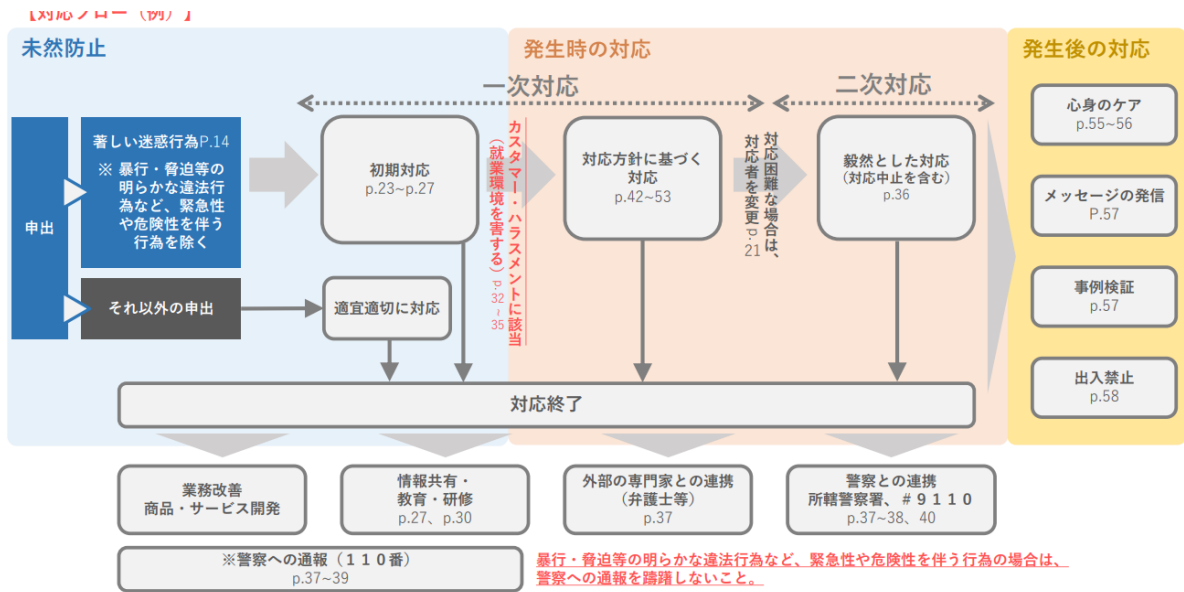 【対応フロー（例）】
未然防止
発生時の対応
発生後の対応
一次対応
二次対応
申出
著しい迷惑行為P.14
※ 暴行・脅迫等の
明らかな違法行
為など、緊急性
や危険性を伴う
行為を除く
それ以外の申出
初期対応
p.23~p.27
適宜適切に対応
カスタマー・ハラスメントに該当
（就業環境を害する）p.32~35
対応方針に基づく
対応
p.42~53
対応困難な場合は、
対応者を変更p.21
毅然とした対応
（対応中止を含む）
p.36
心身のケア
p.55~56
メッセージの発信
P.57
事例検証
p.57
出入禁止
p.58
対応終了
業務改善
商品・サービス開発
情報共有・
教育・研修
p.27、p.30
外部の専門家との連携
（弁護士等）
p.37
警察との連携
所轄警察署、＃９１１０
p.37~38、40
※警察への通報（１１０番）
p.37~39
暴行・脅迫等の明らかな違法行為など、緊急性や危険性を伴う行為の場合は、
警察への通報を躊躇しないこと。